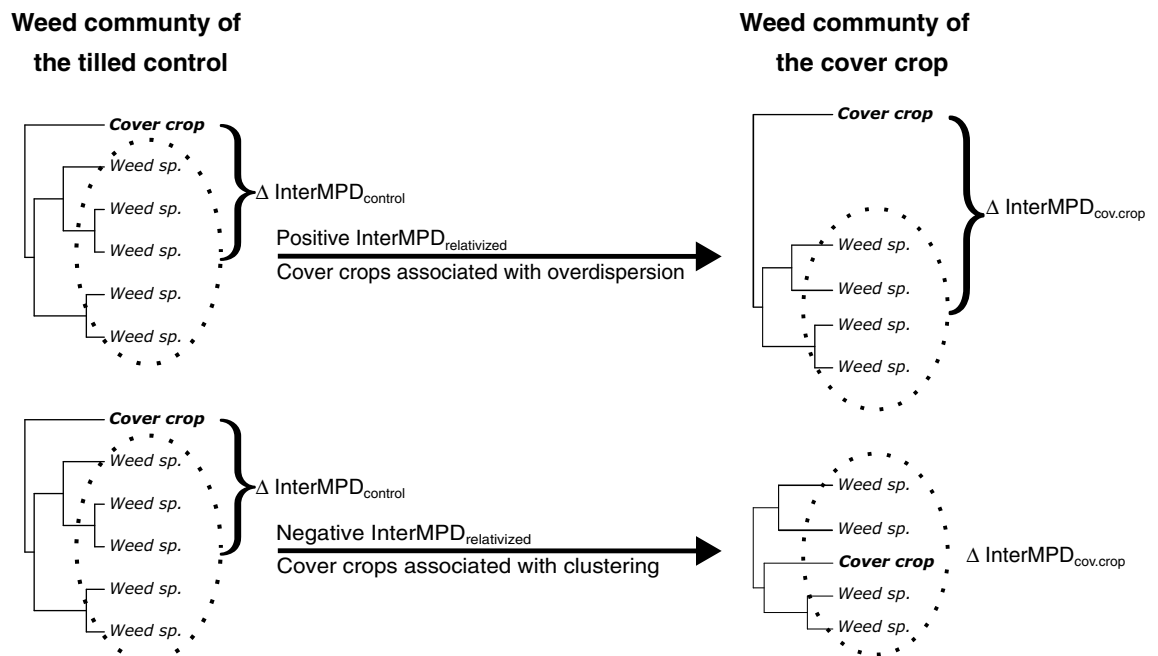 Weed communty of
the tilled control
Weed communty of
the cover crop
Cover crop
Weed sp.
Weed sp.
Weed sp.
Weed sp.
Weed sp.
Δ InterMPDcontrol
Positive InterMPDrelativized
Cover crops associated with overdispersion
Cover crop
Weed sp.
Weed sp.
Weed sp.
Weed sp.
Δ InterMPDcov.crop
Cover crop
Weed sp.
Weed sp.
Weed sp.
Weed sp.
Weed sp.
Δ InterMPDcontrol
Negative InterMPDrelativized
Cover crops associated with clustering
Weed sp.
Weed sp.
Cover crop
Weed sp.
Weed sp.
Δ InterMPDcov.crop